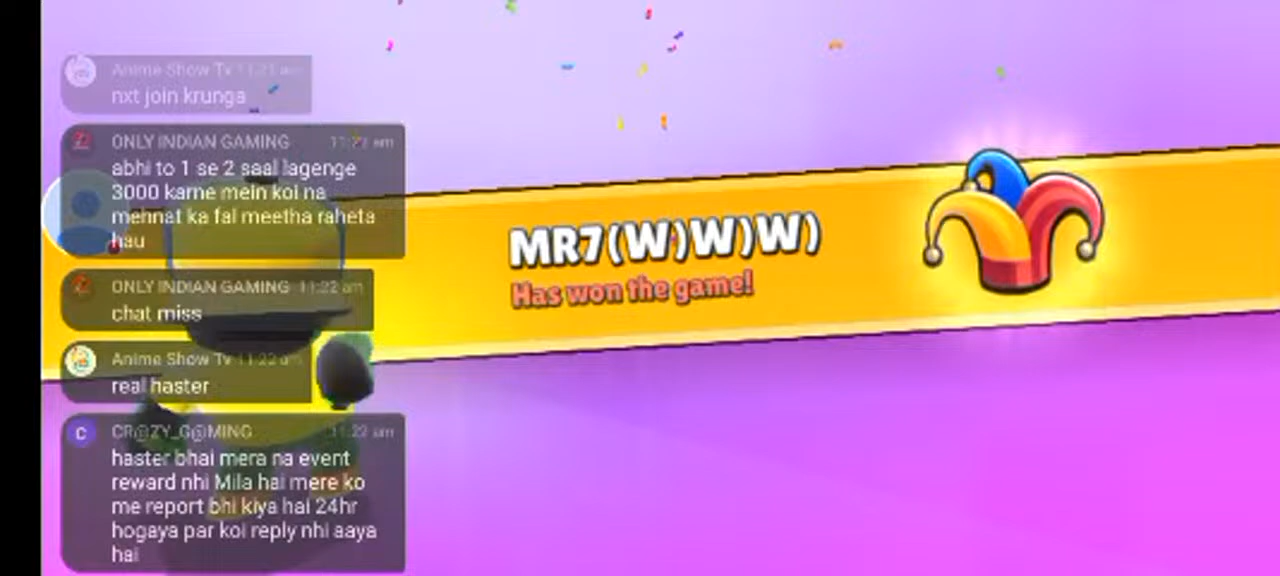 Anime Show Tv 11:21 am
nxt join krunga
ONLY INDIAN GAMING 11:21 am
abhi to 1 se 2 saal lagenge
3000 karne mein koi na
mehnat ka fal meetha raheta
hau
ONLY INDIAN GAMING 11:22 am
chat miss
Anime Show Tv 11:22 am
real haster
C
CR@ZY_G@MING 11:22 am
haster bhai mera na event
reward nhi Mila hai mere ko
me report bhi kiya hai 24hr
hogaya par koi reply nhi aaya
hai
MR7(W)W)W)
Has won the game!